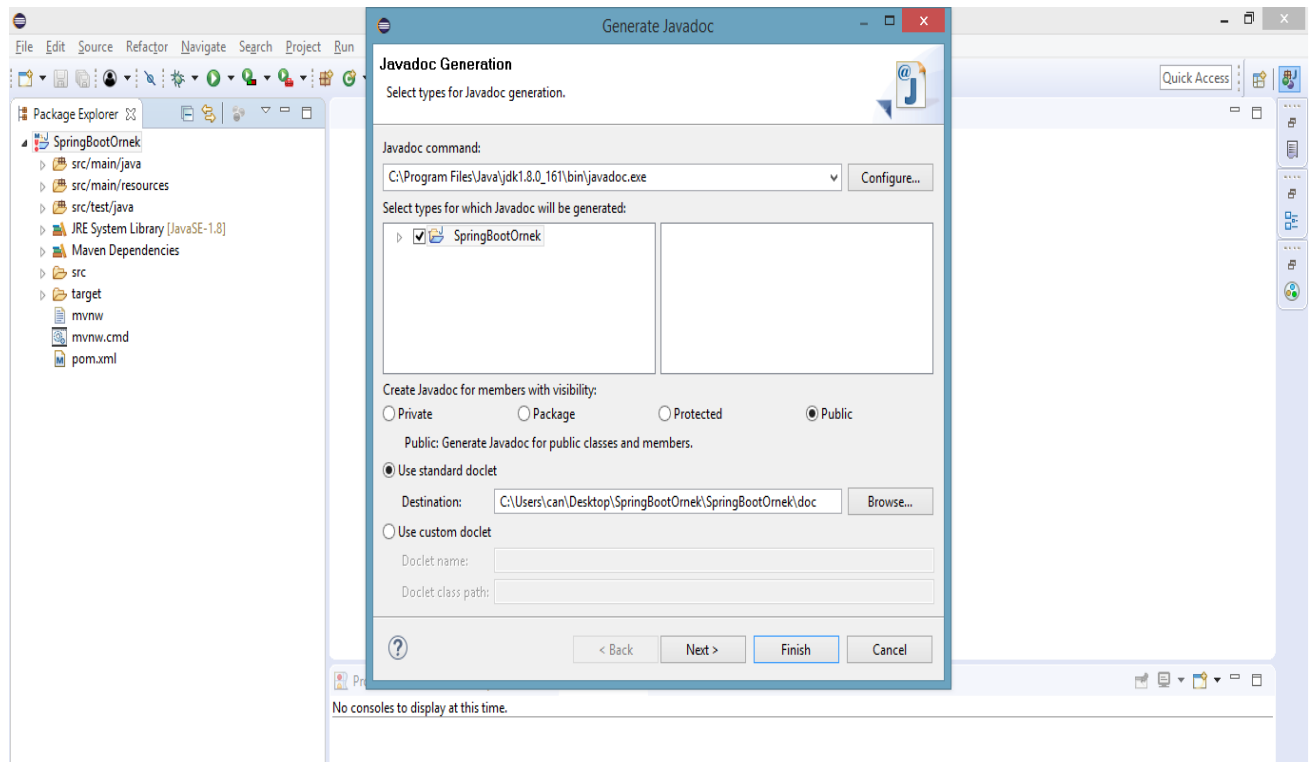 Generate Javadoc
File Edit Source Refactor Navigate Search Project Run
Quick Access
Package Explorer
SpringBootOrnek
src/main/java
src/main/resources
src/test/java
JRE System Library [JavaSE-1.8]
Maven Dependencies
src
target
mvnw
mvnw.cmd
pom.xml
Javadoc Generation
Select types for Javadoc generation.
Javadoc command:
C:\Program Files\Java\jdk1.8.0_161\bin\javadoc.exe
Configure...
Select types for which Javadoc will be generated:
SpringBootOrnek
Create Javadoc for members with visibility:
Private Package Protected Public
Public: Generate Javadoc for public classes and members.
Use standard doclet
Destination: C:\Users\can\Desktop\SpringBootOrnek\SpringBootOrnek\doc Browse...
Use custom doclet
Doclet name:
Doclet class path:
< Back Next > Finish Cancel
No consoles to display at this time.